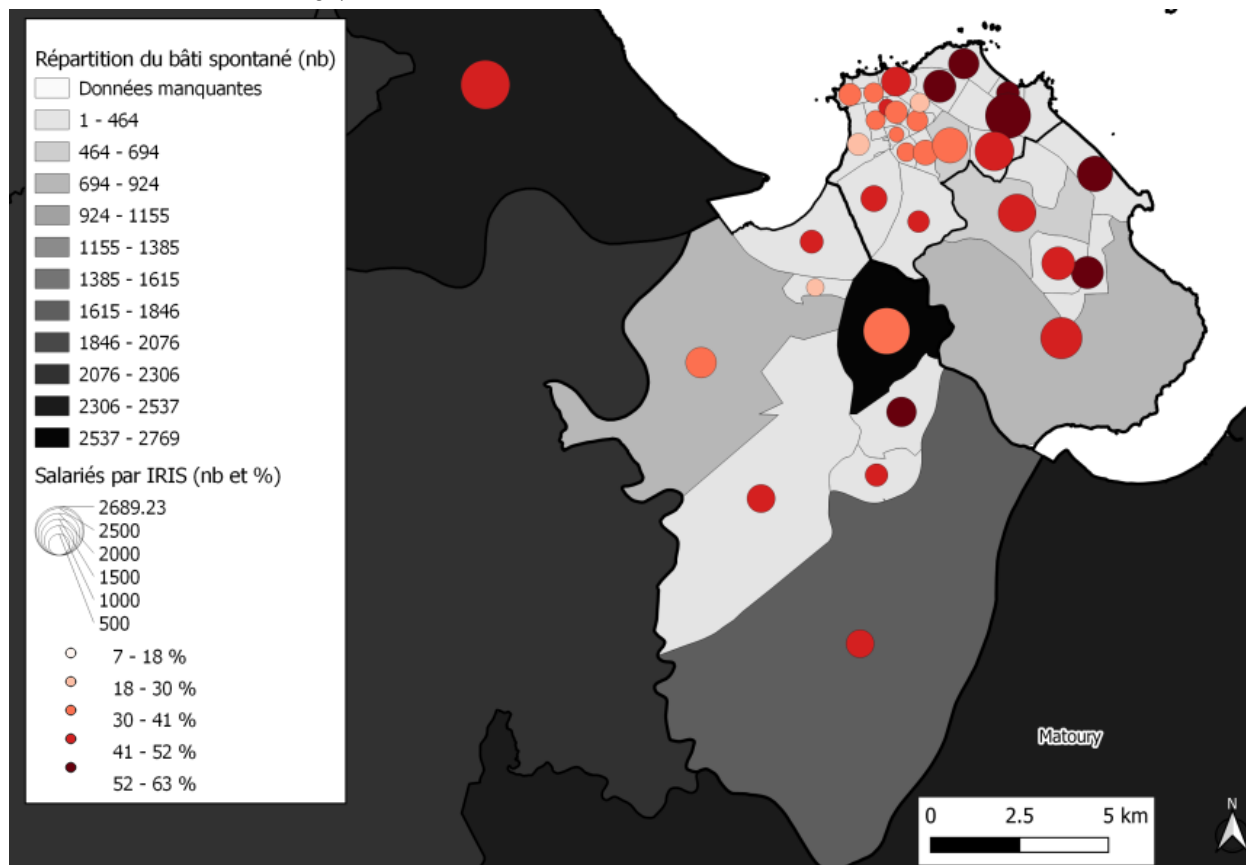 Répartition du bâti spontané (nb)
Données manquantes
1 - 464
464 - 694
694 - 924
924 - 1155
1155 - 1385
1385 - 1615
1615 - 1846
1846 - 2076
2076 - 2306
2306 - 2537
2537 - 2769
Salariés par IRIS (nb et %)
2689.23
2500
2000
1500
1000
500
7 - 18 %
18 - 30 %
30 - 41 %
41 - 52 %
52 - 63 %
Matoury
0 2.5 5 km
N